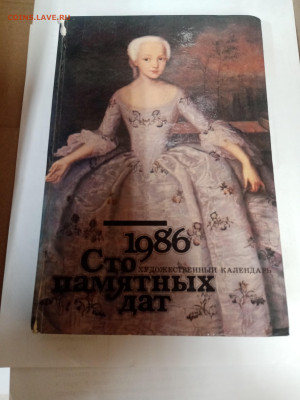 COINS.LAVE.RU
1986
Сто
ХУДОЖЕСТВЕННЫЙ КАЛЕНДАРЬ
памятных
дат